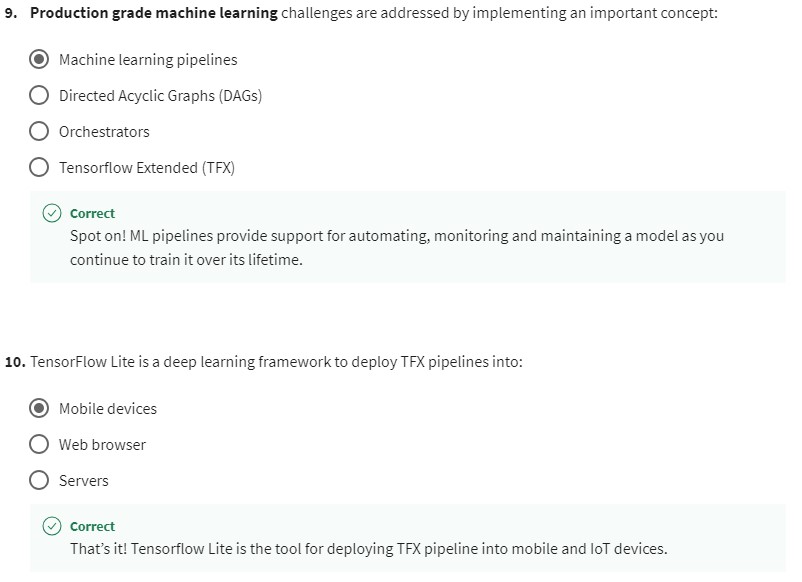 9. Production grade machine learning challenges are addressed by implementing an important concept:
Machine learning pipelines
Directed Acyclic Graphs (DAGs)
Orchestrators
Tensorflow Extended (TFX)
Correct
Spot on! ML pipelines provide support for automating, monitoring and maintaining a model as you
continue to train it over its lifetime.
10. TensorFlow Lite is a deep learning framework to deploy TFX pipelines into:
Mobile devices
Web browser
Servers
Correct
That's it! Tensorflow Lite is the tool for deploying TFX pipeline into mobile and IoT devices.